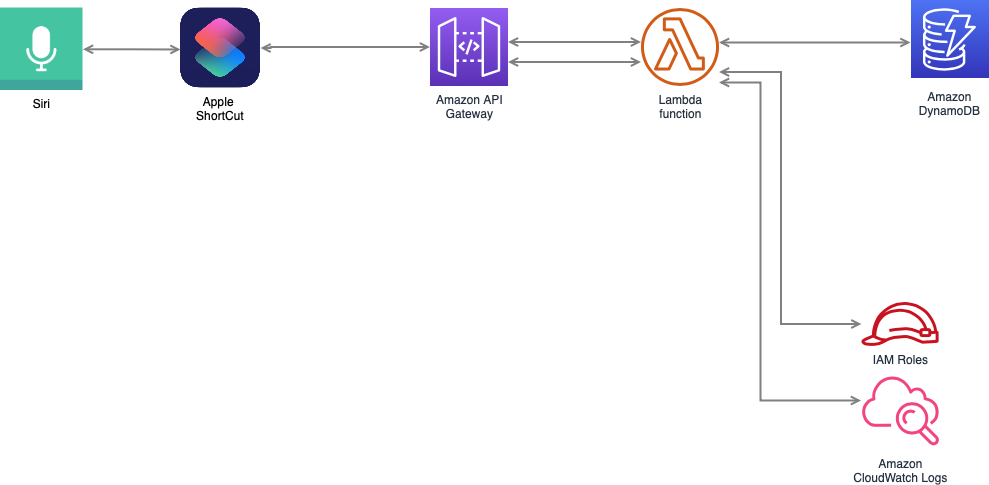 Siri
Apple
ShortCut
Amazon API
Gateway
</>
Lambda
function
Amazon
DynamoDB
IAM Roles
Amazon
CloudWatch Logs